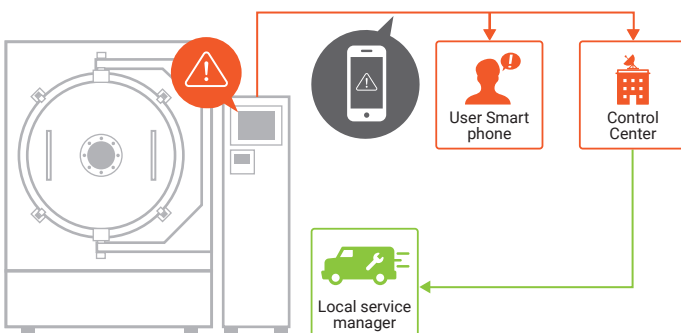 User Smart
phone
Control
Center
Local service
manager